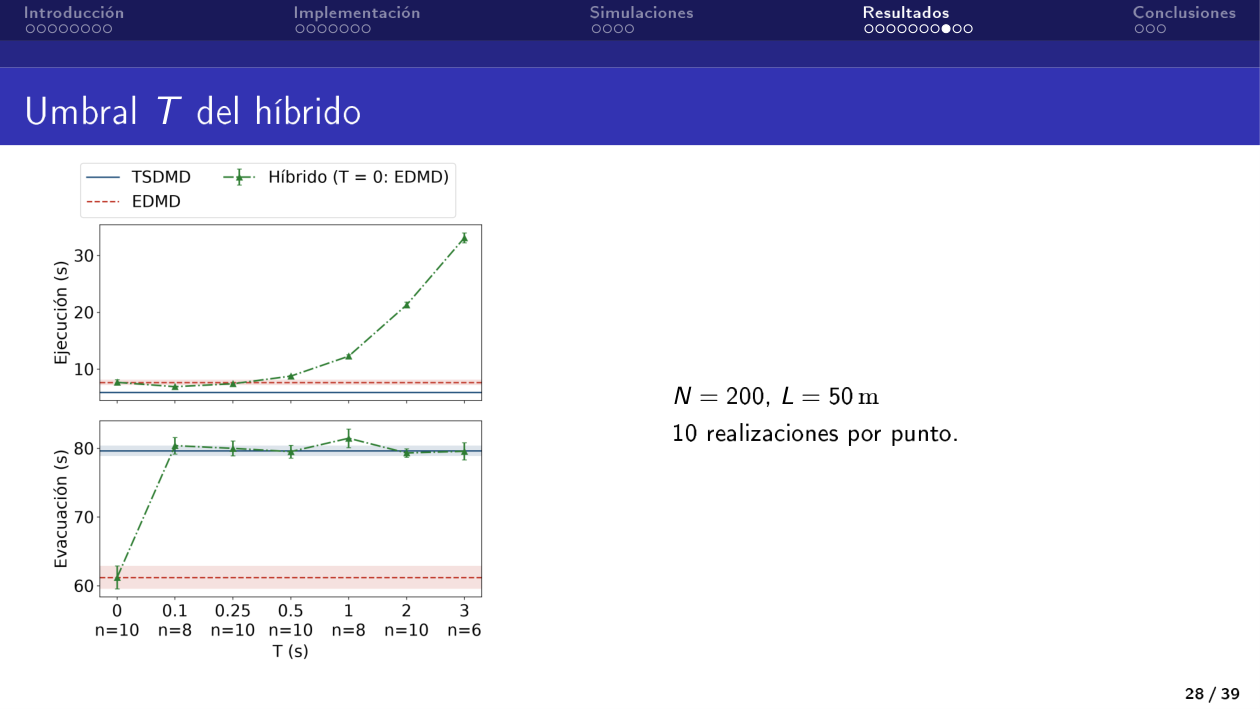 Introducción Implementación Simulaciones Resultados Conclusiones
Umbral T del híbrido
TSDMD Híbrido (T = 0: EDMD)
EDMD
Ejecución (s)
30
20
10
Evacuación (s)
80
70
60
0 0.1 0.25 0.5 1 2 3
n=10 n=8 n=10 n=10 n=8 n=10 n=6
T (s)
N = 200, L = 50 m
10 realizaciones por punto.
28 / 39